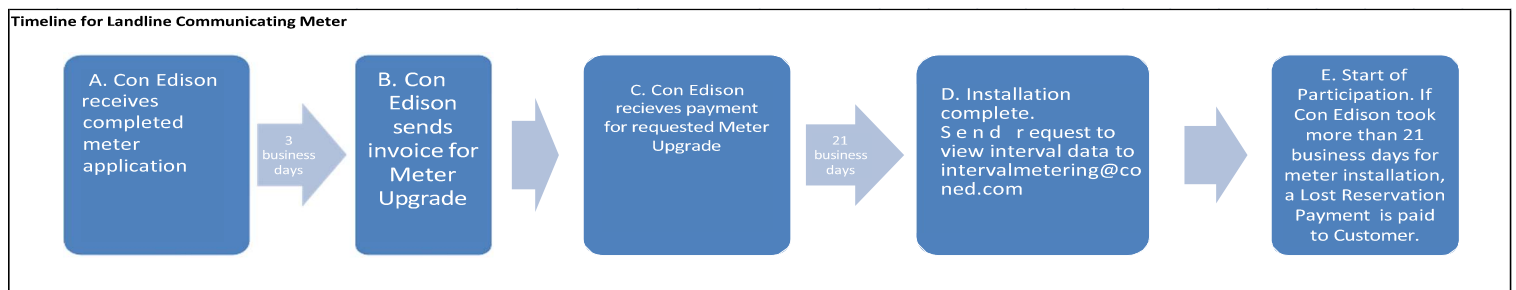 Timeline for Landline Communicating Meter
A. Con Edison
receives
completed
meter
application
3
business
days
B. Con
Edison
sends
invoice for
Meter
Upgrade
C. Con Edison
recieves payment
for requested Meter
Upgrade
21
business
days
D. Installation
complete.
S e n d r equest to
view interval data to
intervalmetering@co
ned.com
E. Start of
Participation. If
Con Edison took
more than 21
business days for
meter installation,
a Lost Reservation
Payment is paid
to Customer.